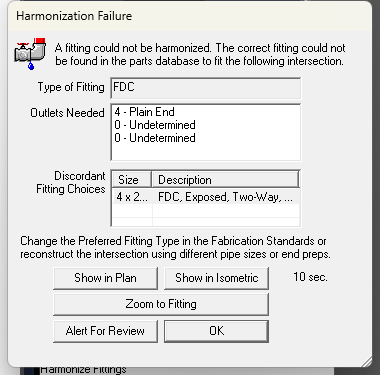 Harmonization Failure
A fitting could not be harmonized. The correct fitting could not
be found in the parts database to fit the following intersection.
Type of Fitting
FDC
Outlets Needed
4 - Plain End
0 - Undetermined
0 - Undetermined
Discordant
Fitting Choices
Size
Description
4 x 2...
FDC, Exposed, Two-Way, ...
Change the Preferred Fitting Type in the Fabrication Standards or
reconstruct the intersection using different pipe sizes or end preps.
Show in Plan
Show in Isometric
10 sec.
Zoom to Fitting
Alert For Review
OK
Harmonize Fittings